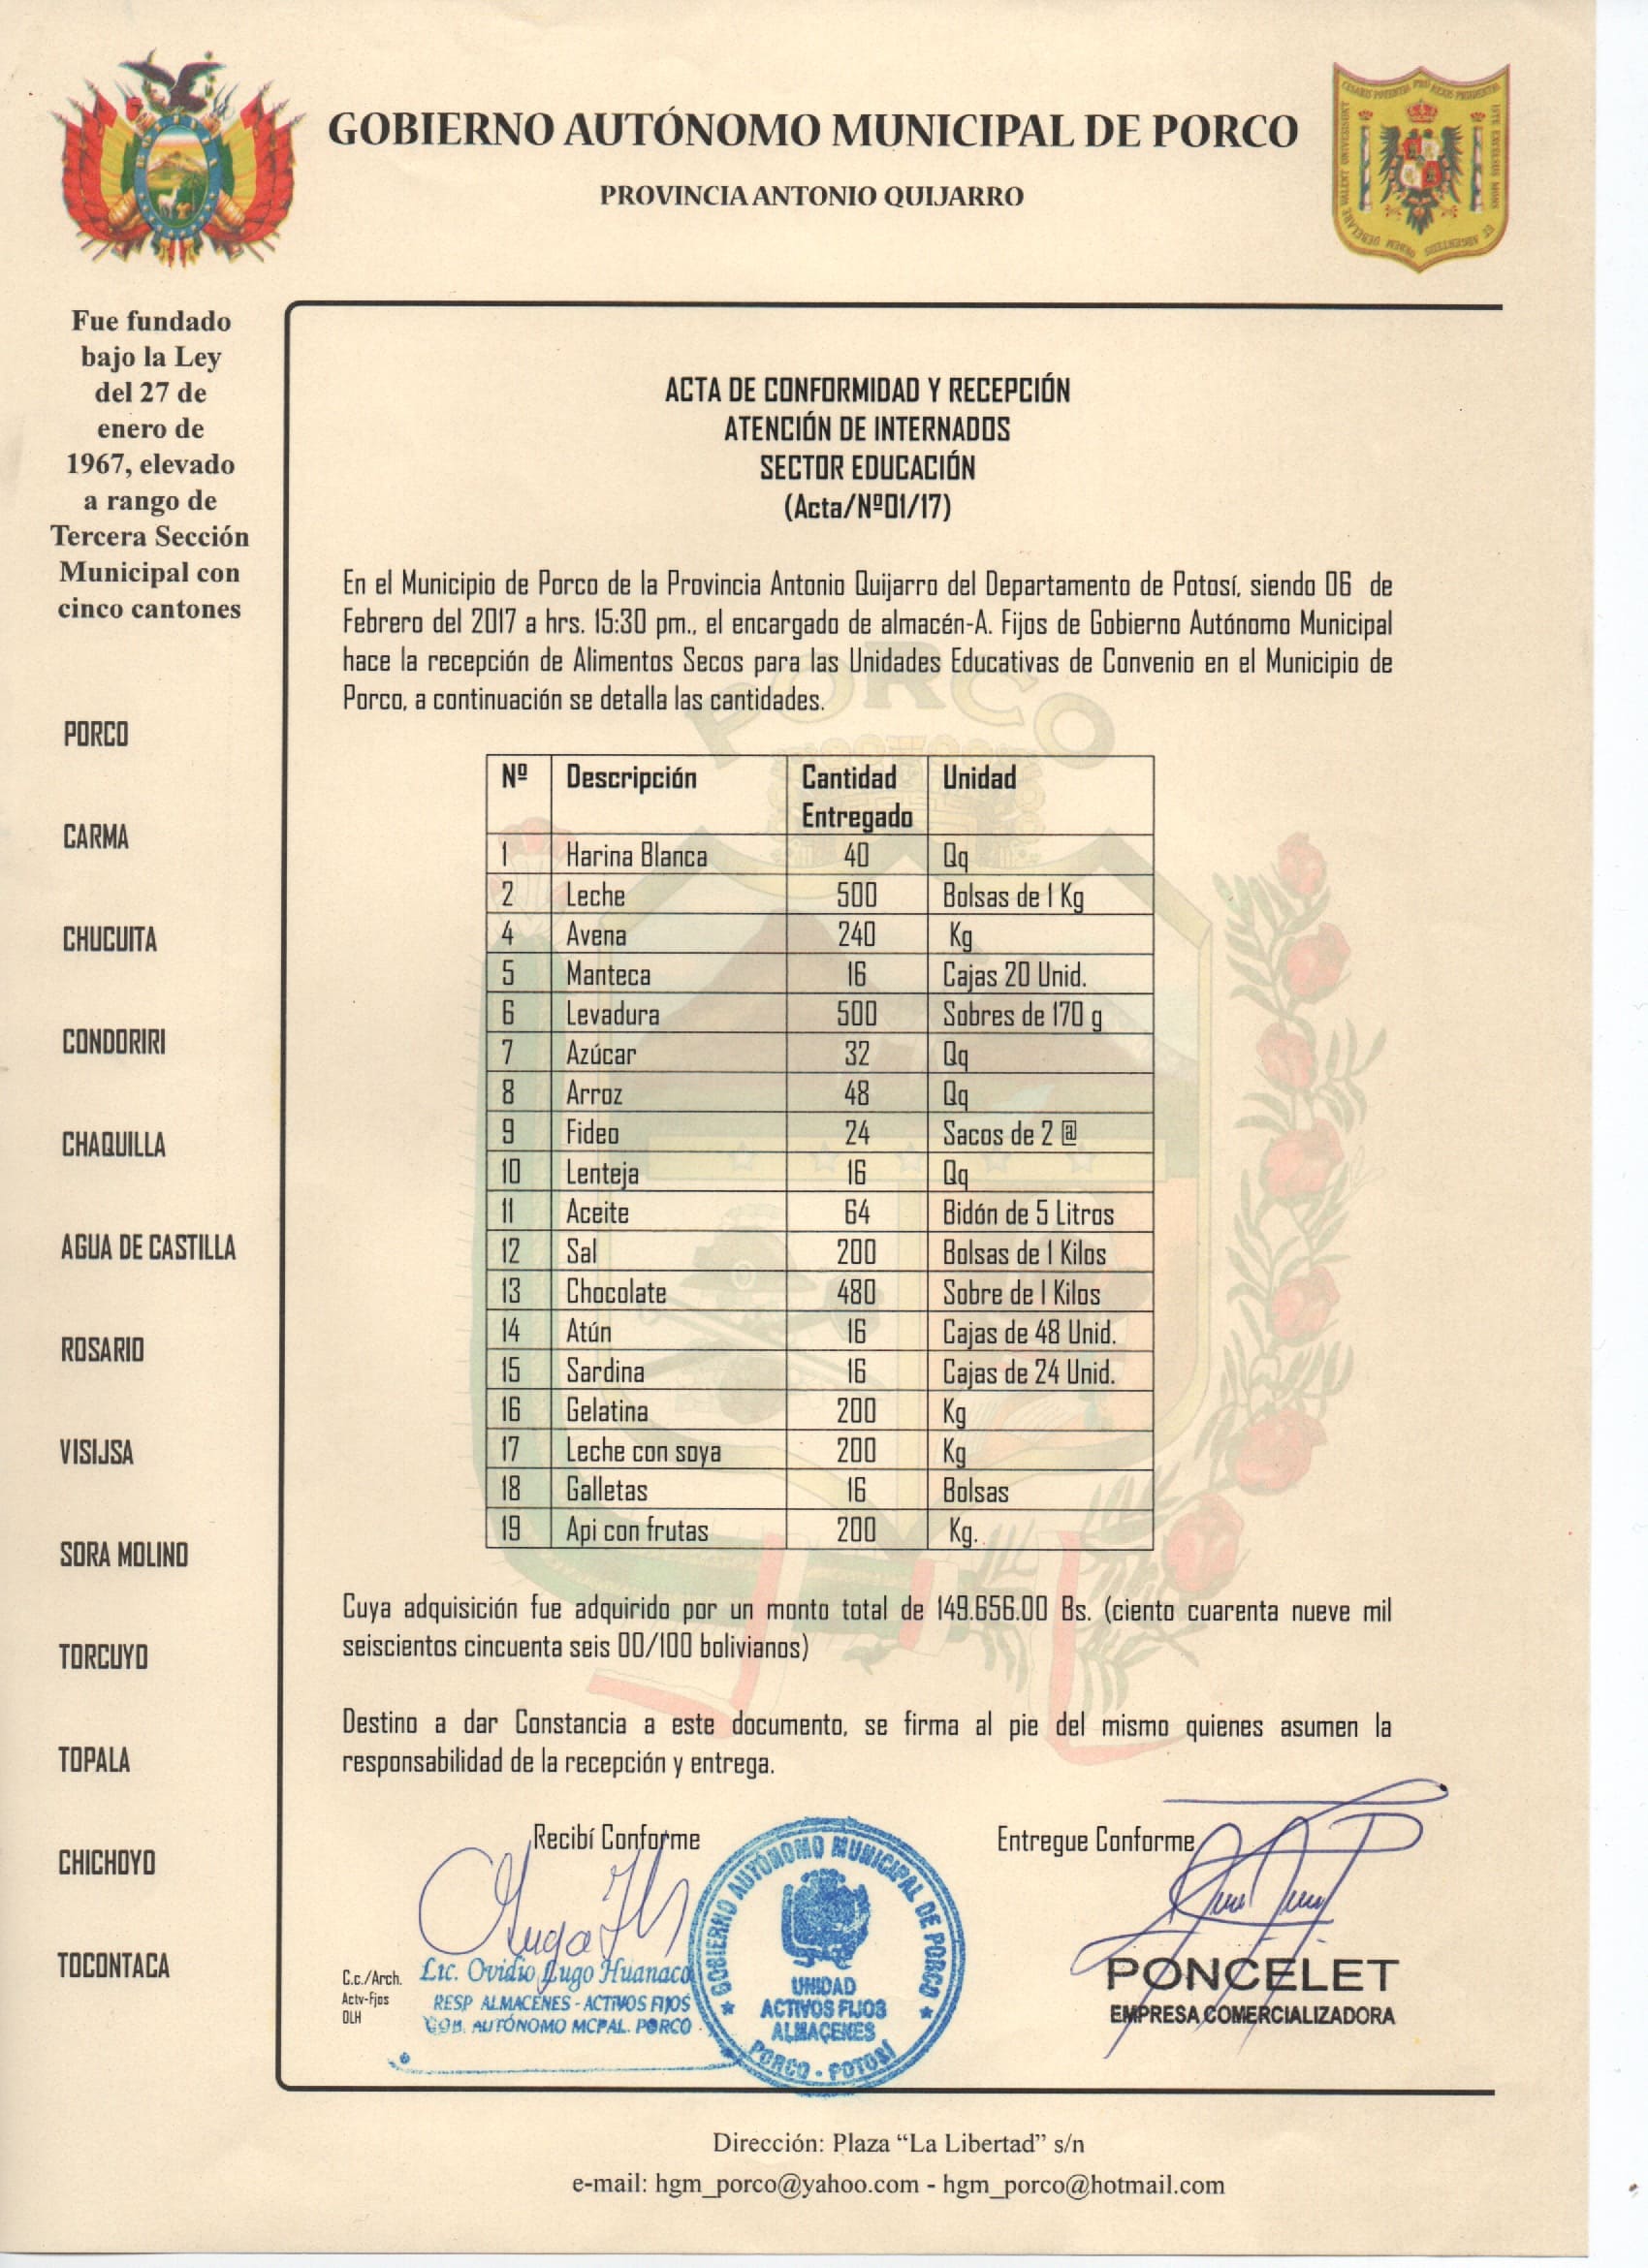 GOBIERNO AUTÓNOMO MUNICIPAL DE PORCO
PROVINCIA ANTONIO QUIJARRO
Fue fundado
bajo la Ley
del 27 de
enero de
1967, elevado
a rango de
Tercera Sección
Municipal con
cinco cantones
PORCO
CARMA
CHUCUITA
CONDORIRI
CHAQUILLA
AGUA DE CASTILLA
ROSARIO
VISIJSA
SORA MOLINO
TORCUYO
TOPALA
CHICHOYO
TOCONTACA
ACTA DE CONFORMIDAD Y RECEPCIÓN
ATENCIÓN DE INTERNADOS
SECTOR EDUCACIÓN
(Acta/Nº01/17)
En el Municipio de Porco de la Provincia Antonio Quijarro del Departamento de Potosí, siendo 06 de
Febrero del 2017 a hrs. 15:30 pm., el encargado de almacén-A. Fijos de Gobierno Autónomo Municipal
hace la recepción de Alimentos Secos para las Unidades Educativas de Convenio en el Municipio de
Porco, a continuación se detalla las cantidades.
PORCO
Nº Descripción Cantidad Entregado Unidad
1 Harina Blanca 40 Qq
2 Leche 500 Bolsas de 1 Kg
4 Avena 240 Kg
5 Manteca 16 Cajas 20 Unid.
6 Levadura 500 Sobres de 170 g
7 Azúcar 32 Qq
8 Arroz 48 Qq
9 Fideo 24 Sacos de 2 @
10 Lenteja 16 Qq
11 Aceite 64 Bidón de 5 Litros
12 Sal 200 Bolsas de 1 Kilos
13 Chocolate 480 Sobre de 1 Kilos
14 Atún 16 Cajas de 48 Unid.
15 Sardina 16 Cajas de 24 Unid.
16 Gelatina 200 Kg
17 Leche con soya 200 Kg
18 Galletas 16 Bolsas
19 Api con frutas 200 Kg.
Cuya adquisición fue adquirido por un monto total de 149.656.00 Bs. (ciento cuarenta nueve mil
seiscientos cincuenta seis 00/100 bolivianos)
Destino a dar Constancia a este documento, se firma al pie del mismo quienes asumen la
responsabilidad de la recepción y entrega.
Recibí Conforme
Entregue Conforme
C.c./Arch.
Actv-Fjos
OLH
Lic. Ovidio Lugo Huanaco
RESP ALMACENES - ACTIVOS FIJOS
GOB. AUTÓNOMO MCPAL. PORCO
GOBIERNO AUTÓNOMO MUNICIPAL DE PORCO
UNIDAD
ACTIVOS FIJOS
ALMACENES
PORCO - POTOSÍ
PONCELET
EMPRESA COMERCIALIZADORA
Dirección: Plaza “La Libertad” s/n
e-mail: hgm_porco@yahoo.com - hgm_porco@hotmail.com